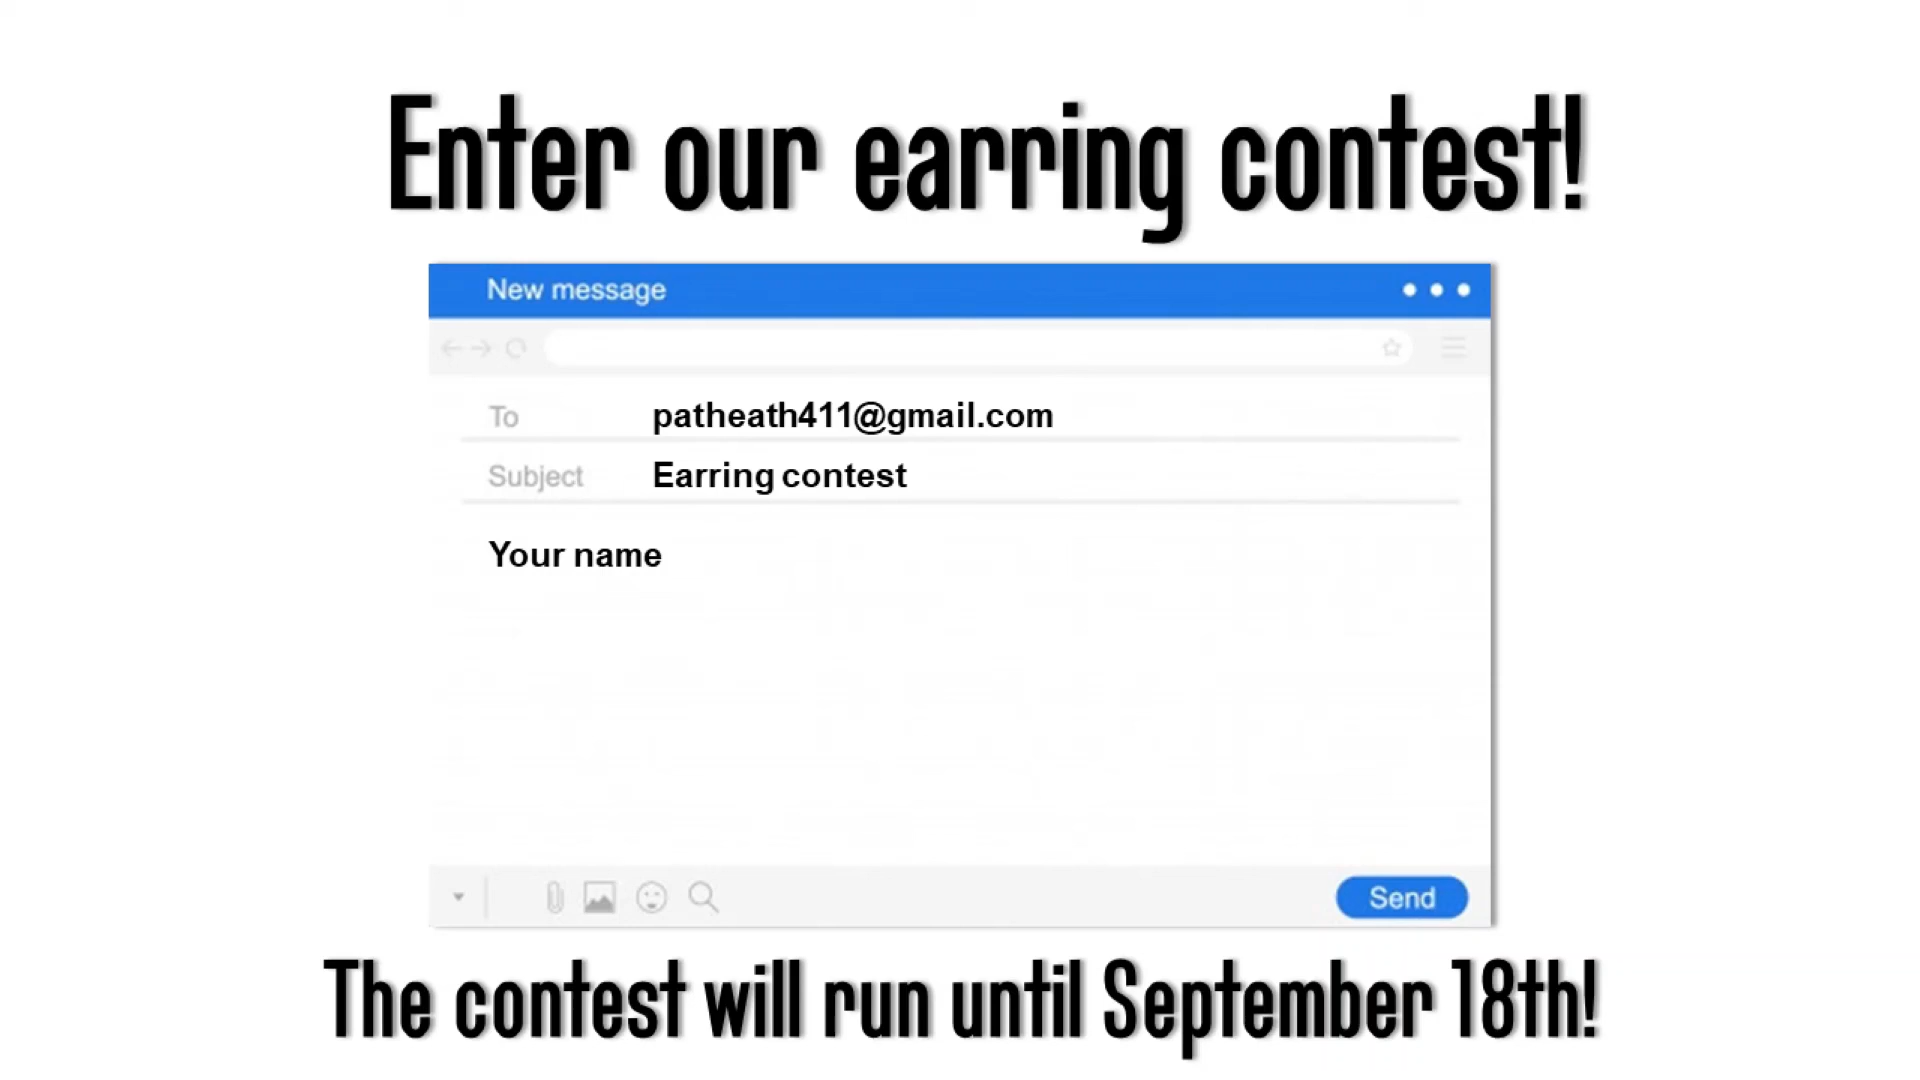 Enter our earring contest!
New message
To patheath411@gmail.com
Subject Earring contest
Your name
Send
The contest will run until September 18th!